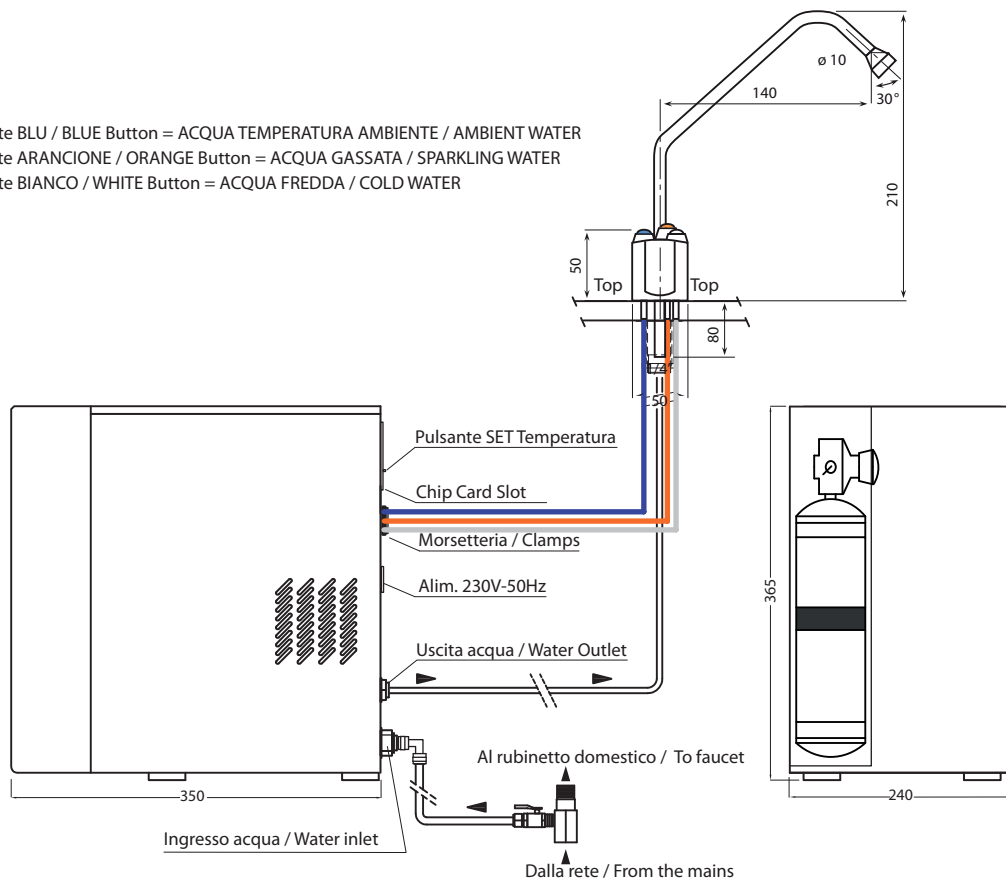 ø 10
30°
140
210
te BLU / BLUE Button = ACQUA TEMPERATURA AMBIENTE / AMBIENT WATER
te ARANCIONE / ORANGE Button = ACQUA GASSATA / SPARKLING WATER
te BIANCO / WHITE Button = ACQUA FREDDA / COLD WATER
50
Top
Top
80
50
Pulsante SET Temperatura
Chip Card Slot
Morsetteria / Clamps
Alim. 230V-50Hz
Uscita acqua / Water Outlet
365
Al rubinetto domestico / To faucet
350
240
Ingresso acqua / Water inlet
Dalla rete / From the mains